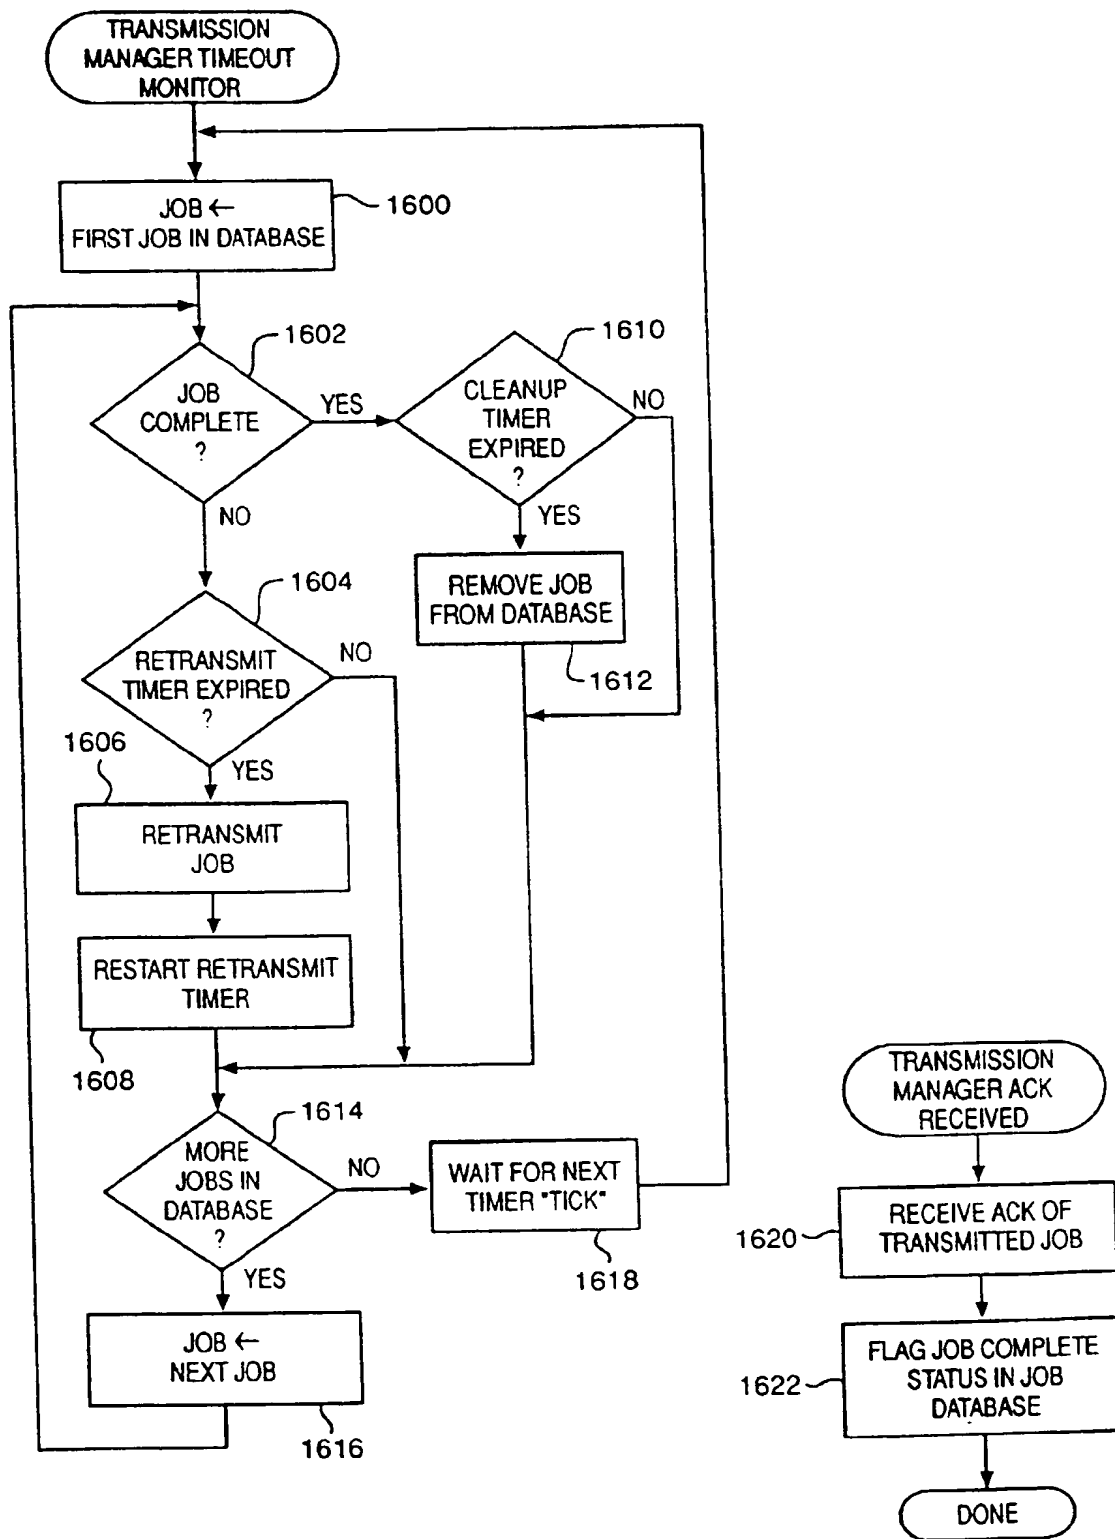 TRANSMISSION
MANAGER TIMEOUT
MONITOR
JOB ←
FIRST JOB IN DATABASE
1600
1602
JOB
COMPLETE
?
YES
NO
1610
CLEANUP
TIMER
EXPIRED
?
NO
YES
REMOVE JOB
FROM DATABASE
1612
1604
RETRANSMIT
TIMER EXPIRED
?
NO
YES
1606
RETRANSMIT
JOB
RESTART RETRANSMIT
TIMER
1608
1614
MORE
JOBS IN
DATABASE
?
NO
YES
WAIT FOR NEXT
TIMER "TICK"
1618
JOB ←
NEXT JOB
1616
TRANSMISSION
MANAGER ACK
RECEIVED
RECEIVE ACK OF
TRANSMITTED JOB
1620
FLAG JOB COMPLETE
STATUS IN JOB
DATABASE
1622
DONE